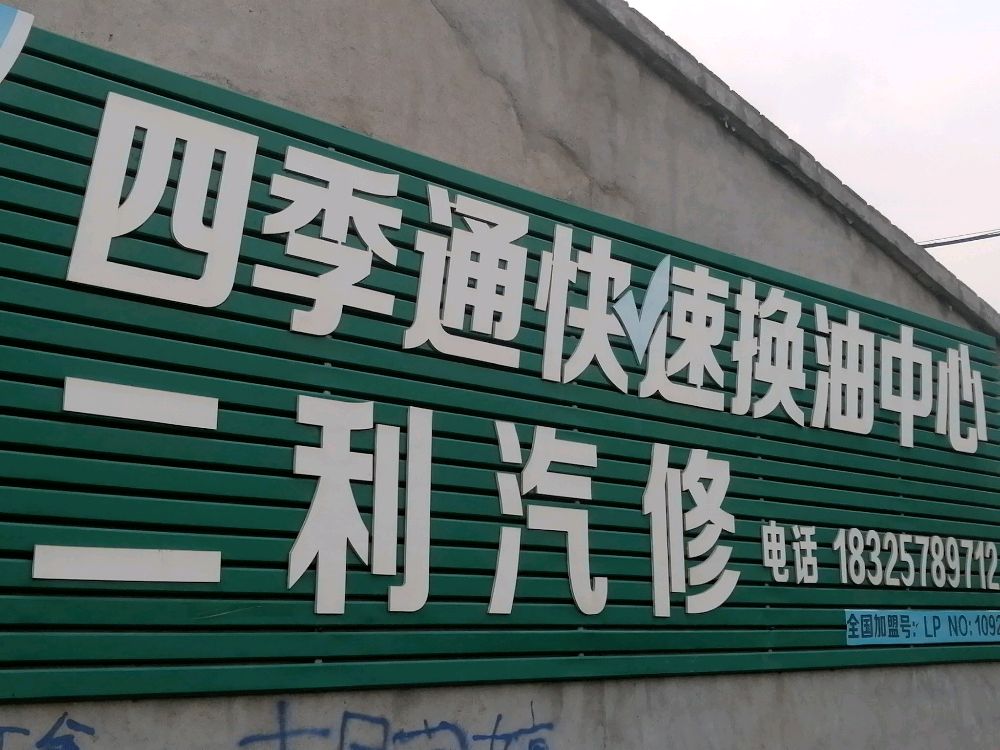 四季通快速换油中心
二利汽修
电话 18325789712
全国加盟号: LP NO: 1092